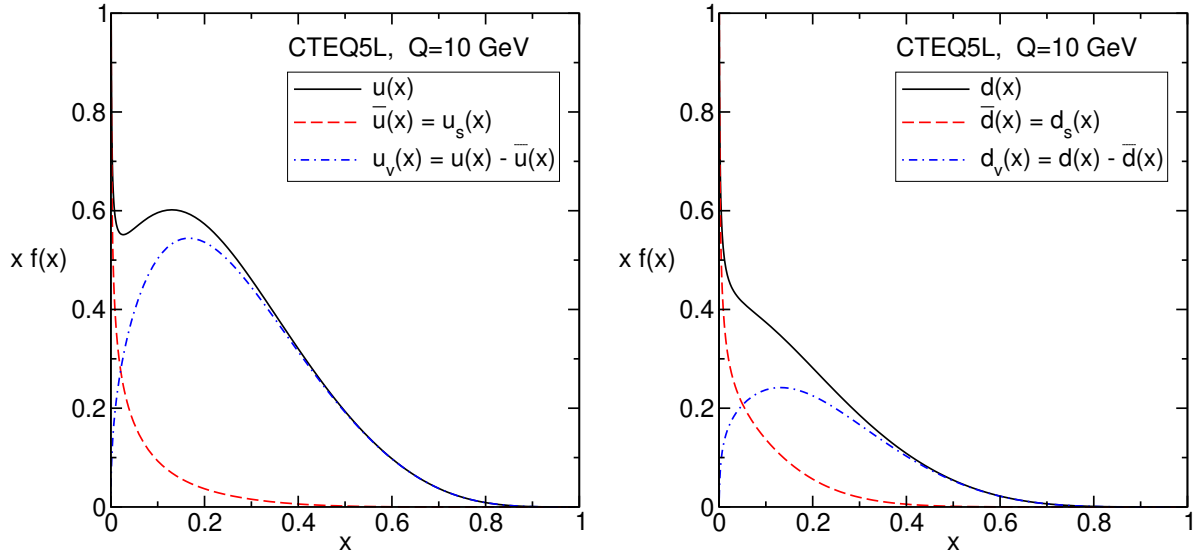 CTEQ5L, Q=10 GeV
u(x)
u̅(x) = u_s(x)
u_v(x) = u(x) - u̅(x)
1
0.8
0.6
x f(x)
0.4
0.2
0
0 0.2 0.4 0.6 0.8 1
x
CTEQ5L, Q=10 GeV
d(x)
d̅(x) = d_s(x)
d_v(x) = d(x) - d̅(x)
1
0.8
0.6
x f(x)
0.4
0.2
0
0 0.2 0.4 0.6 0.8 1
x